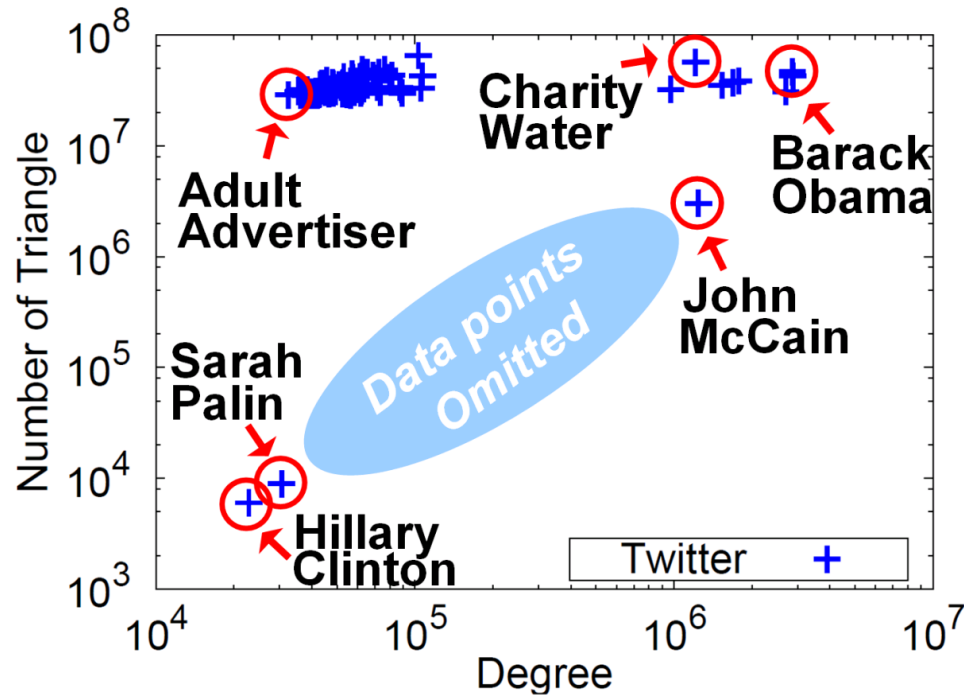 Number of Triangle
10^8
10^7
10^6
10^5
10^4
10^3
Adult
Advertiser
Charity
Water
Barack
Obama
John
McCain
Data points
Omitted
Sarah
Palin
Hillary
Clinton
Twitter
10^4
10^5
10^6
10^7
Degree